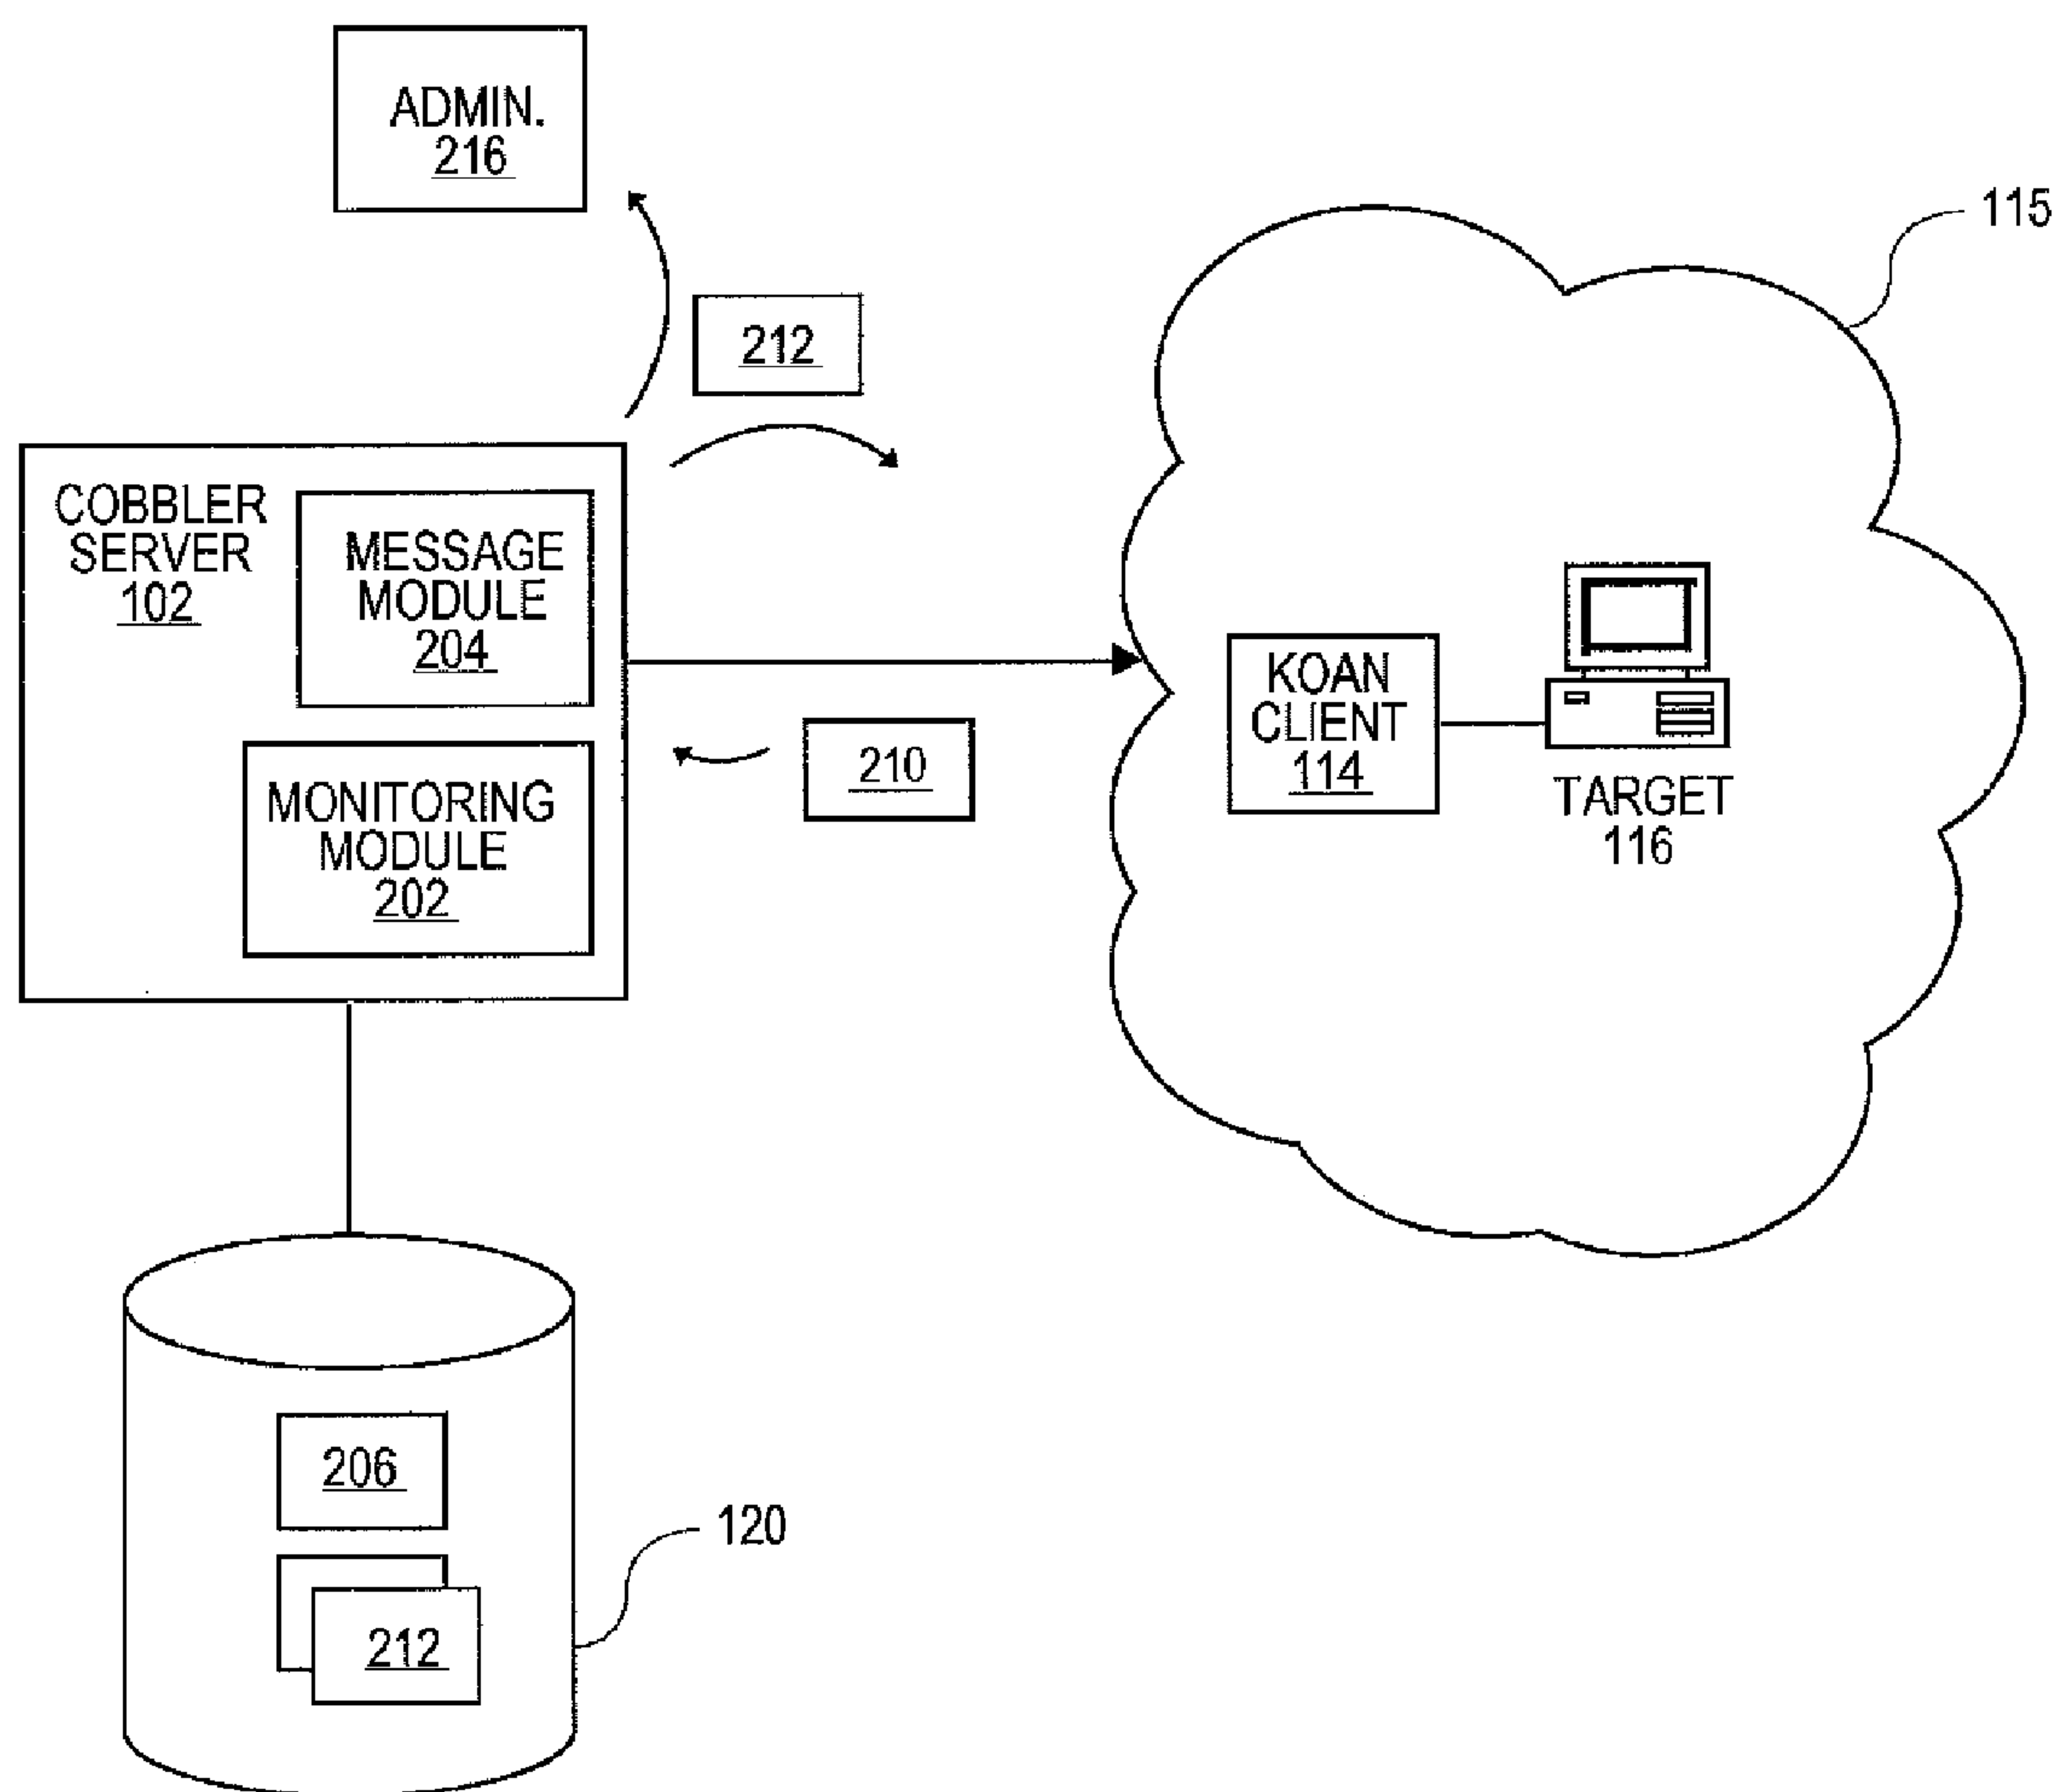 ADMIN.
216
115
212
COBBLER
SERVER
102
MESSAGE
MODULE
204
MONITORING
MODULE
202
210
KOAN
CLIENT
114
TARGET
116
206
212
120